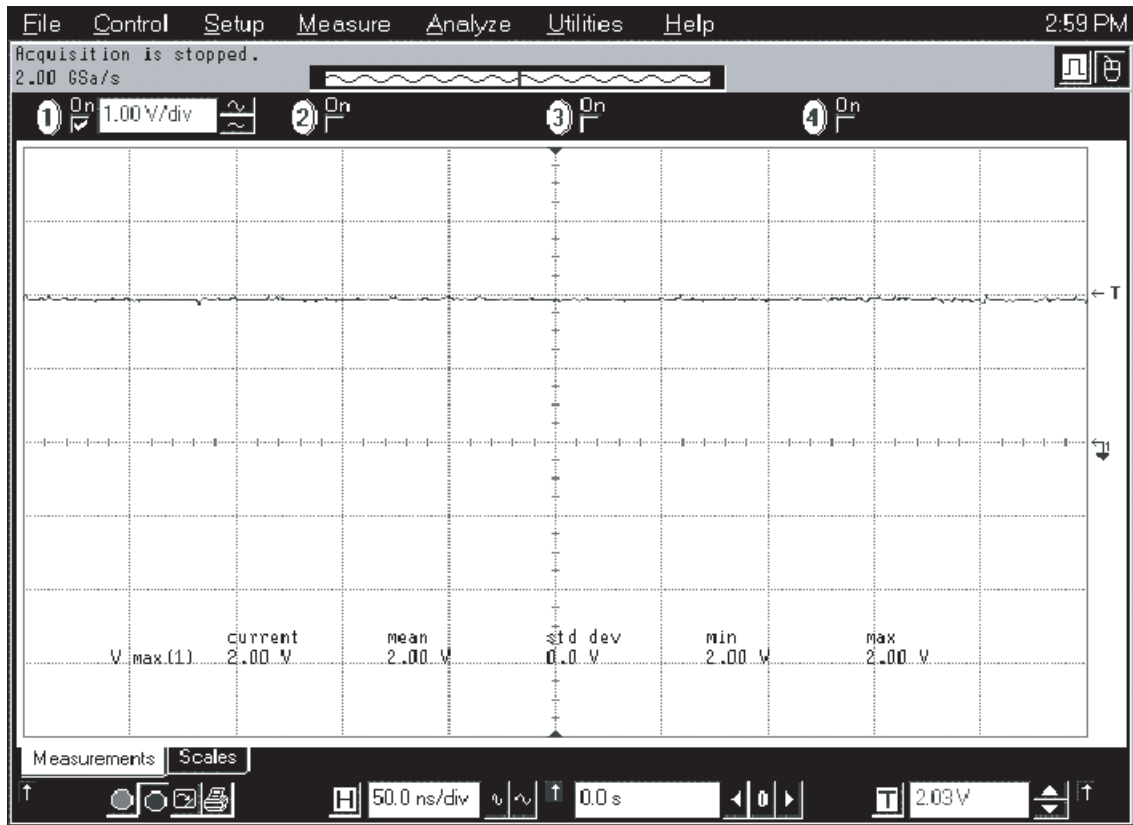 File Control Setup Measure Analyze Utilities Help 2:59 PM
Acquisition is stopped.
2.00 GSa/s
1 On 1.00 V/div 2 On 3 On 4 On
T
1
current mean std dev min max
V max(1) 2.00 V 2.00 V 0.0 V 2.00 V 2.00 V
Measurements Scales
H 50.0 ns/div 0.0 s 0 T 2.03 V